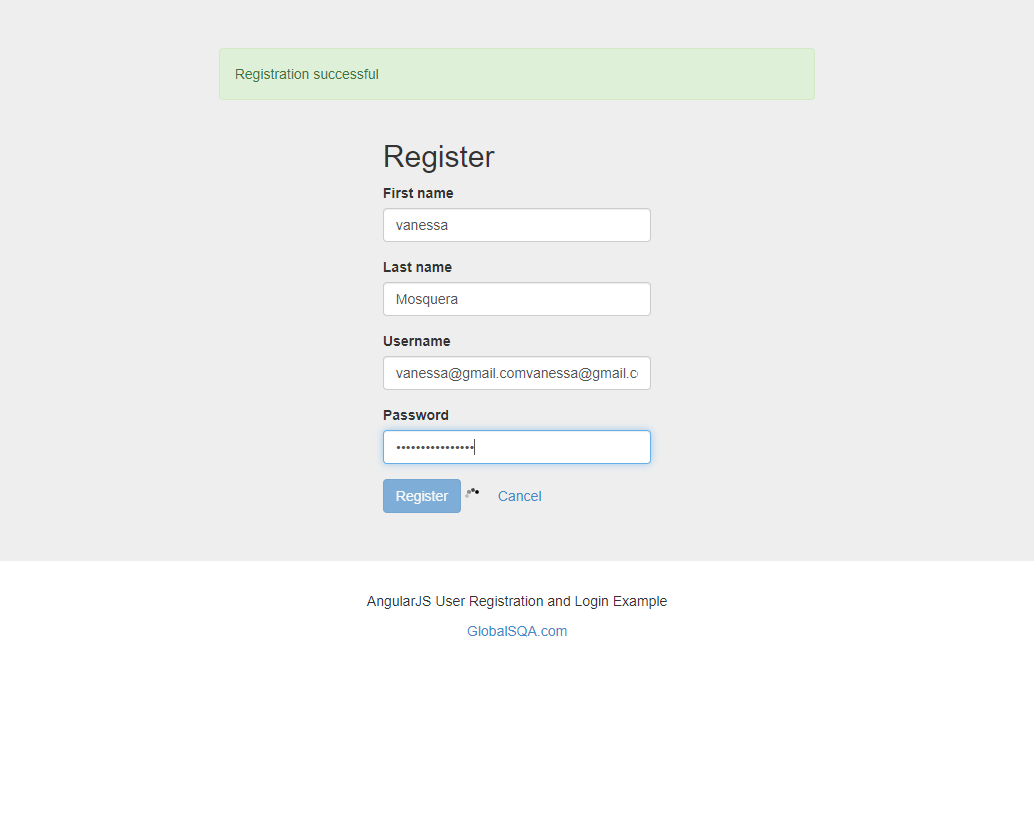 Registration successful
Register
First name
vanessa
Last name
Mosquera
Username
vanessa@gmail.comvanessa@gmail.c
Password
••••••••••••••••
Register Cancel
AngularJS User Registration and Login Example
GlobalSQA.com